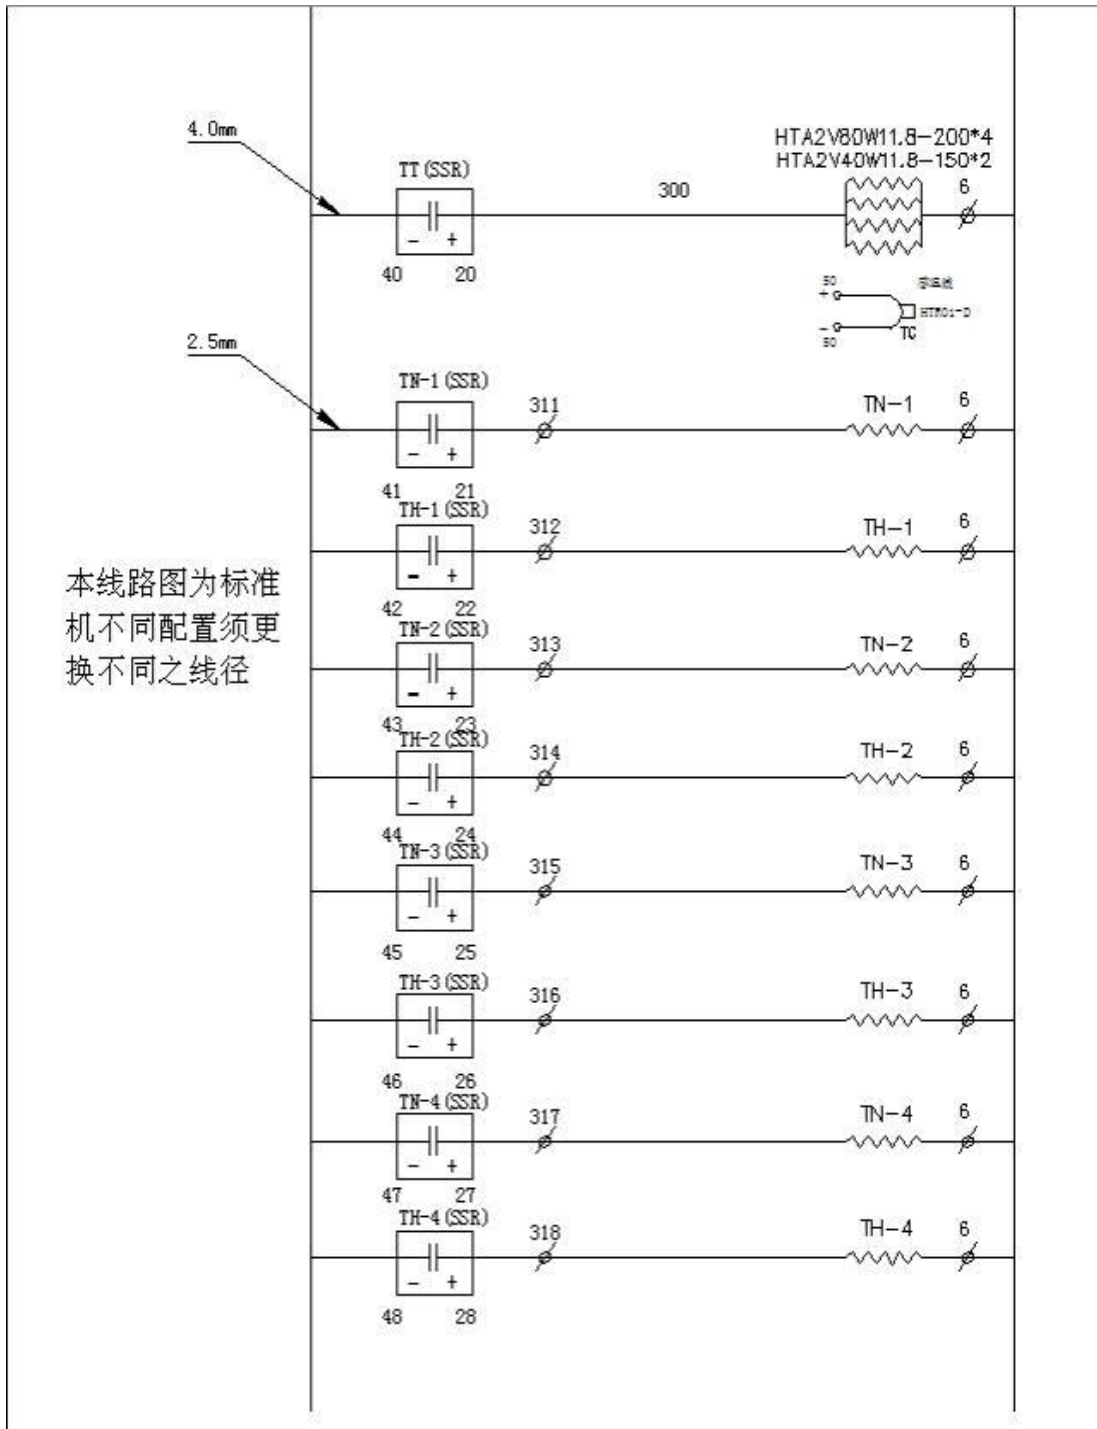 4.0mm
HTA2V80W11.8-200*4
HTA2V40W11.8-150*2
TT(SSR)
300
6
- +
40 20
50
+
HTR01-D
-
TC
50
2.5mm
TN-1(SSR)
311
TN-1
6
- +
41 21
TH-1(SSR)
312
TH-1
6
- +
42 22
本线路图为标准
机不同配置须更
换不同之线径
TN-2(SSR)
313
TN-2
6
- +
43 23
TH-2(SSR)
314
TH-2
6
- +
44 24
TN-3(SSR)
315
TN-3
6
- +
45 25
TH-3(SSR)
316
TH-3
6
- +
46 26
TN-4(SSR)
317
TN-4
6
- +
47 27
TH-4(SSR)
318
TH-4
6
- +
48 28